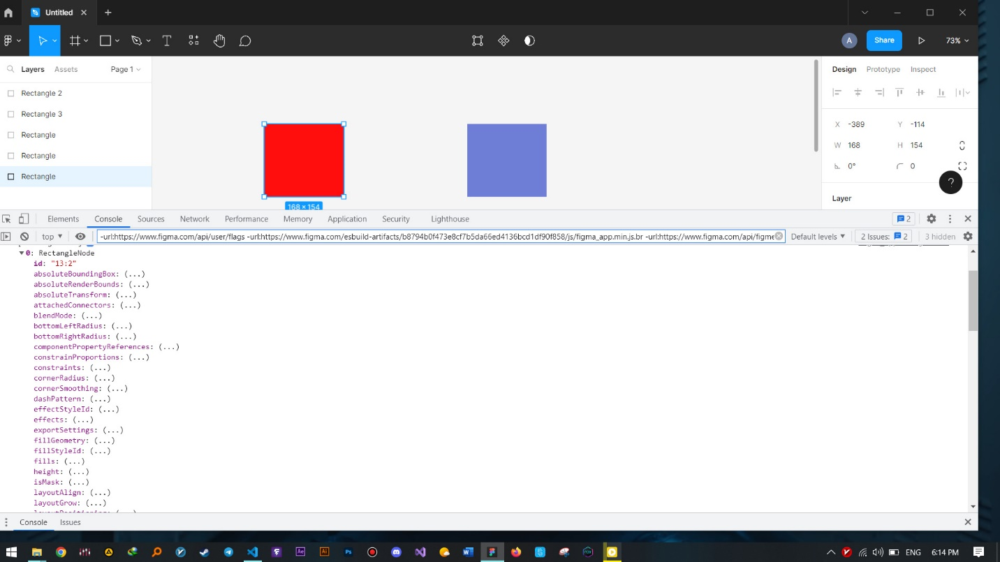 Untitled
A
Share
73%
Layers
Assets
Page 1
Design
Prototype
Inspect
Rectangle 2
Rectangle 3
Rectangle
Rectangle
Rectangle
X -389
Y -114
W 168
H 154
0°
0
?
Layer
168 × 154
Elements
Console
Sources
Network
Performance
Memory
Application
Security
Lighthouse
2
top
-url:https://www.figma.com/api/user/flags -url:https://www.figma.com/esbuild-artifacts/b8794b0f473e8cf7b5da66ed4136bcd1df90f858/js/figma_app.min.js.br -url:https://www.figma.com/api/figme
Default levels
2 Issues: 2
3 hidden
0: RectangleNode
id: "13:2"
absoluteBoundingBox: (...)
absoluteRenderBounds: (...)
absoluteTransform: (...)
attachedConnectors: (...)
blendMode: (...)
bottomLeftRadius: (...)
bottomRightRadius: (...)
componentPropertyReferences: (...)
constrainProportions: (...)
constraints: (...)
cornerRadius: (...)
cornerSmoothing: (...)
dashPattern: (...)
effectStyleId: (...)
effects: (...)
exportSettings: (...)
fillGeometry: (...)
fillStyleId: (...)
fills: (...)
height: (...)
isMask: (...)
layoutAlign: (...)
layoutGrow: (...)
Console
Issues
Ae
Ai
Ps
ENG
6:14 PM